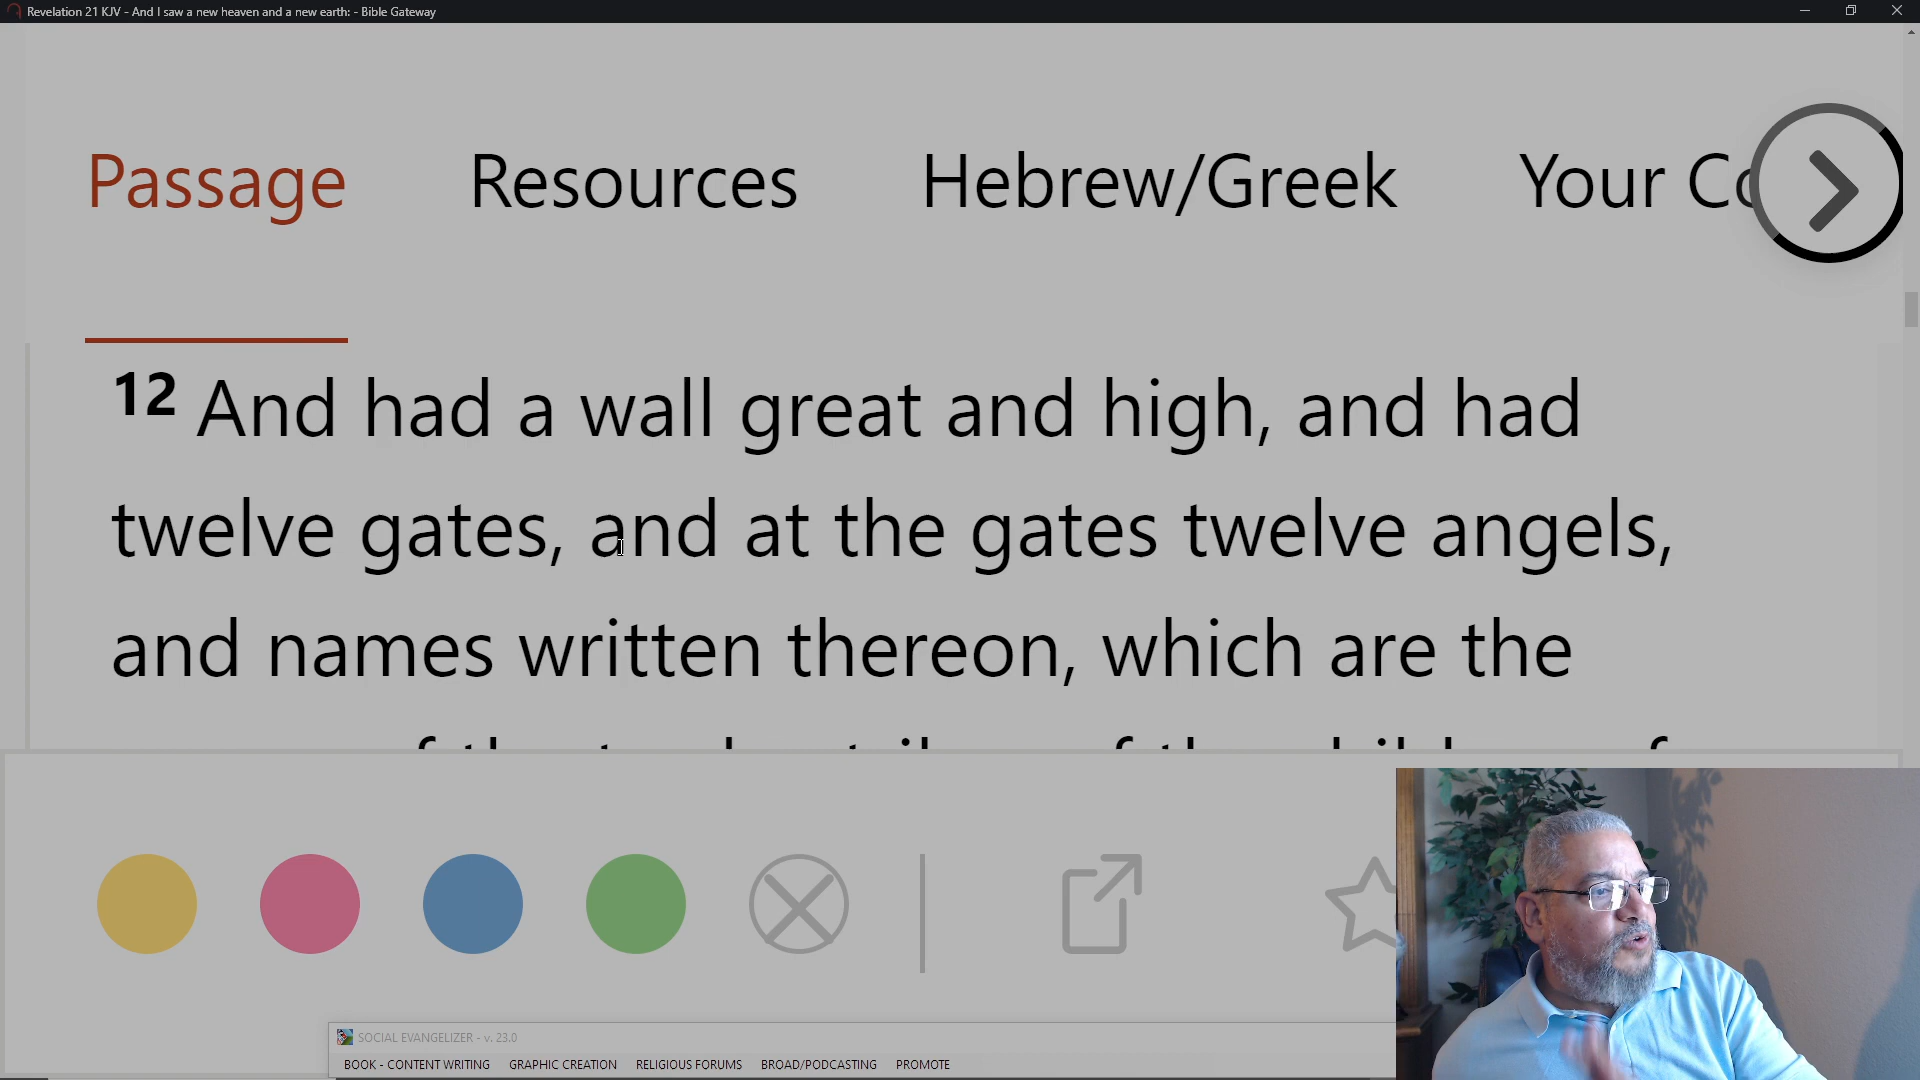 Revelation 21 KJV - And I saw a new heaven and a new earth: - Bible Gateway
Passage Resources Hebrew/Greek Your
12 And had a wall great and high, and had
twelve gates, and at the gates twelve angels,
and names written thereon, which are the
SOCIAL EVANGELIZER - v. 23.0
BOOK - CONTENT WRITING GRAPHIC CREATION RELIGIOUS FORUMS BROAD/PODCASTING PROMOTE